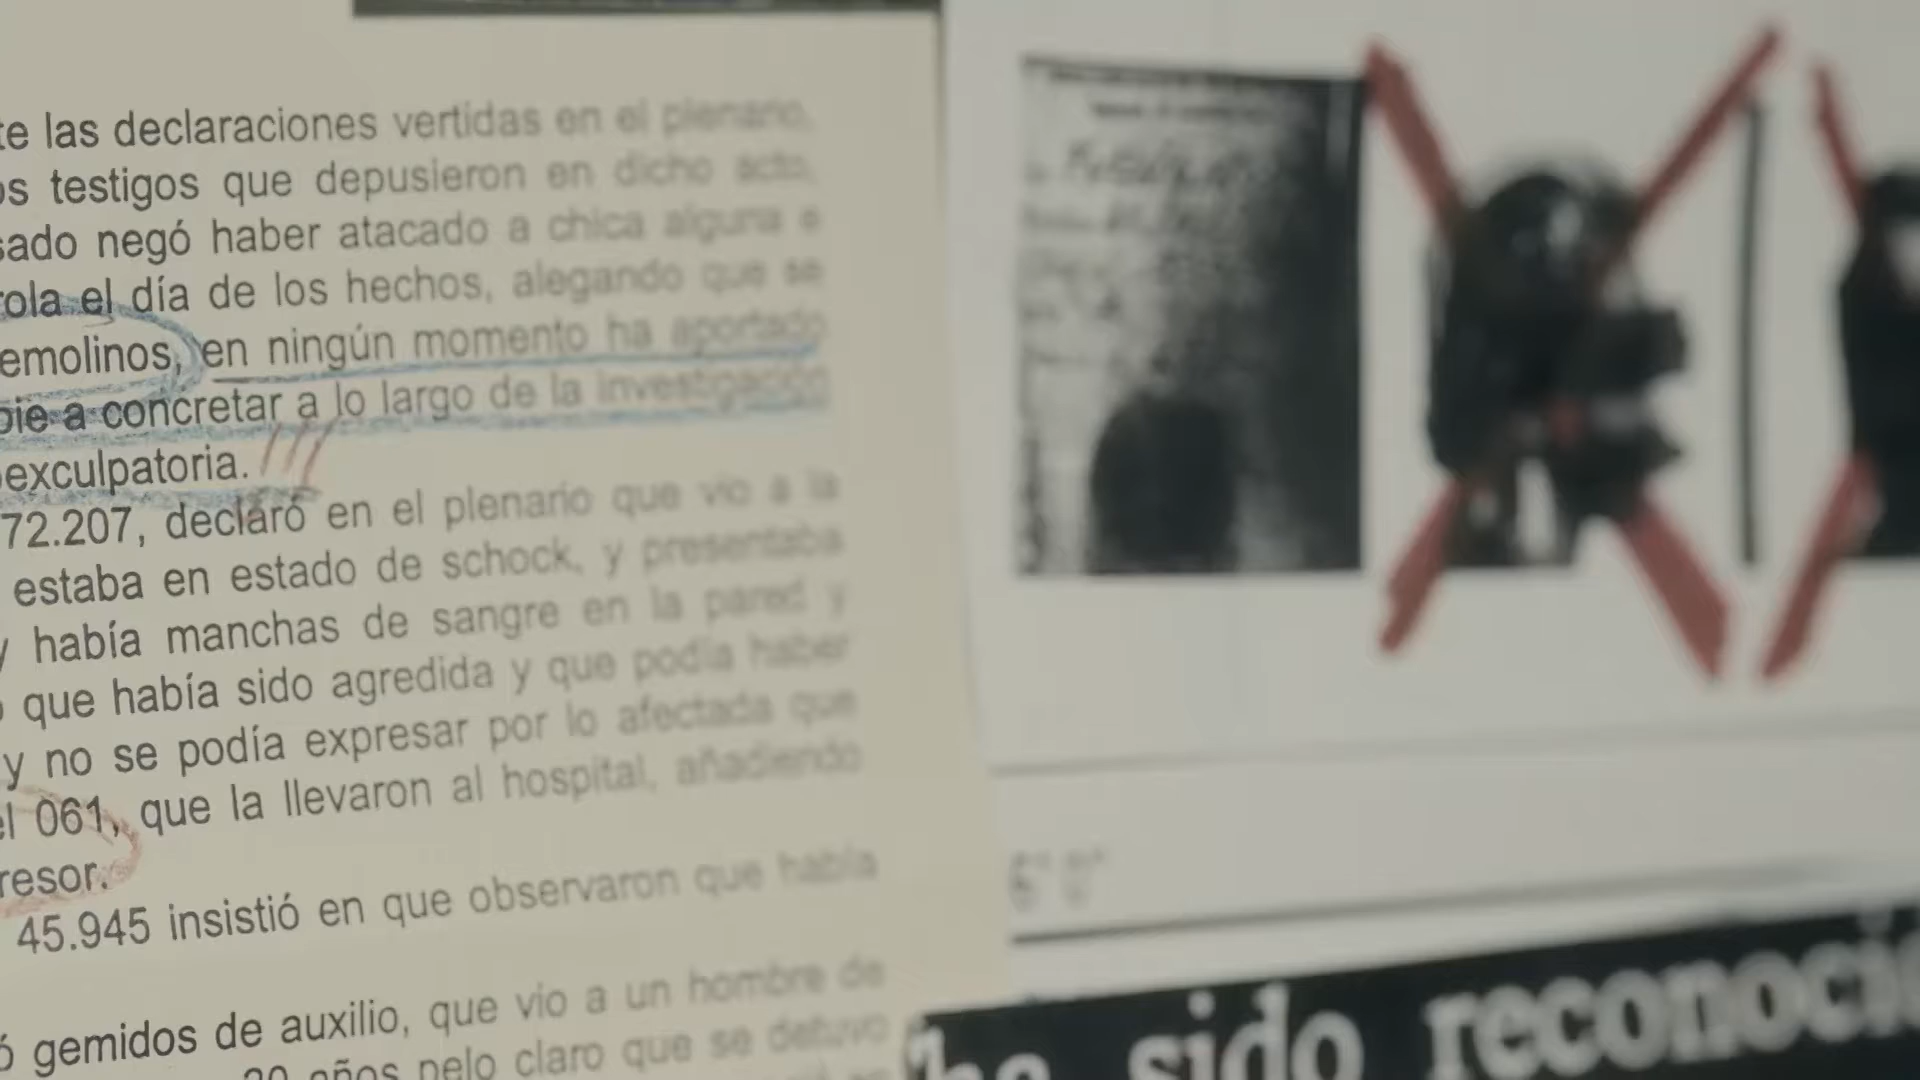 te las declaraciones vertidas en el plenario,
os testigos que depusieron en dicho acto,
sado negó haber atacado a chica alguna e
rola el día de los hechos, alegando que se
emolinos, en ningún momento ha aportado
pie a concretar a lo largo de la investigación
exculpatoria.
72.207, declaró en el plenario que vio a la
estaba en estado de schock, y presentaba
y había manchas de sangre en la pared y
o que había sido agredida y que podía haber
y no se podía expresar por lo afectada que
el 061, que la llevaron al hospital, añadiendo
resor.
45.945 insistió en que observaron que había
ó gemidos de auxilio, que vio a un hombre de
30 años pelo claro que se detuvo
ha sido reconocid